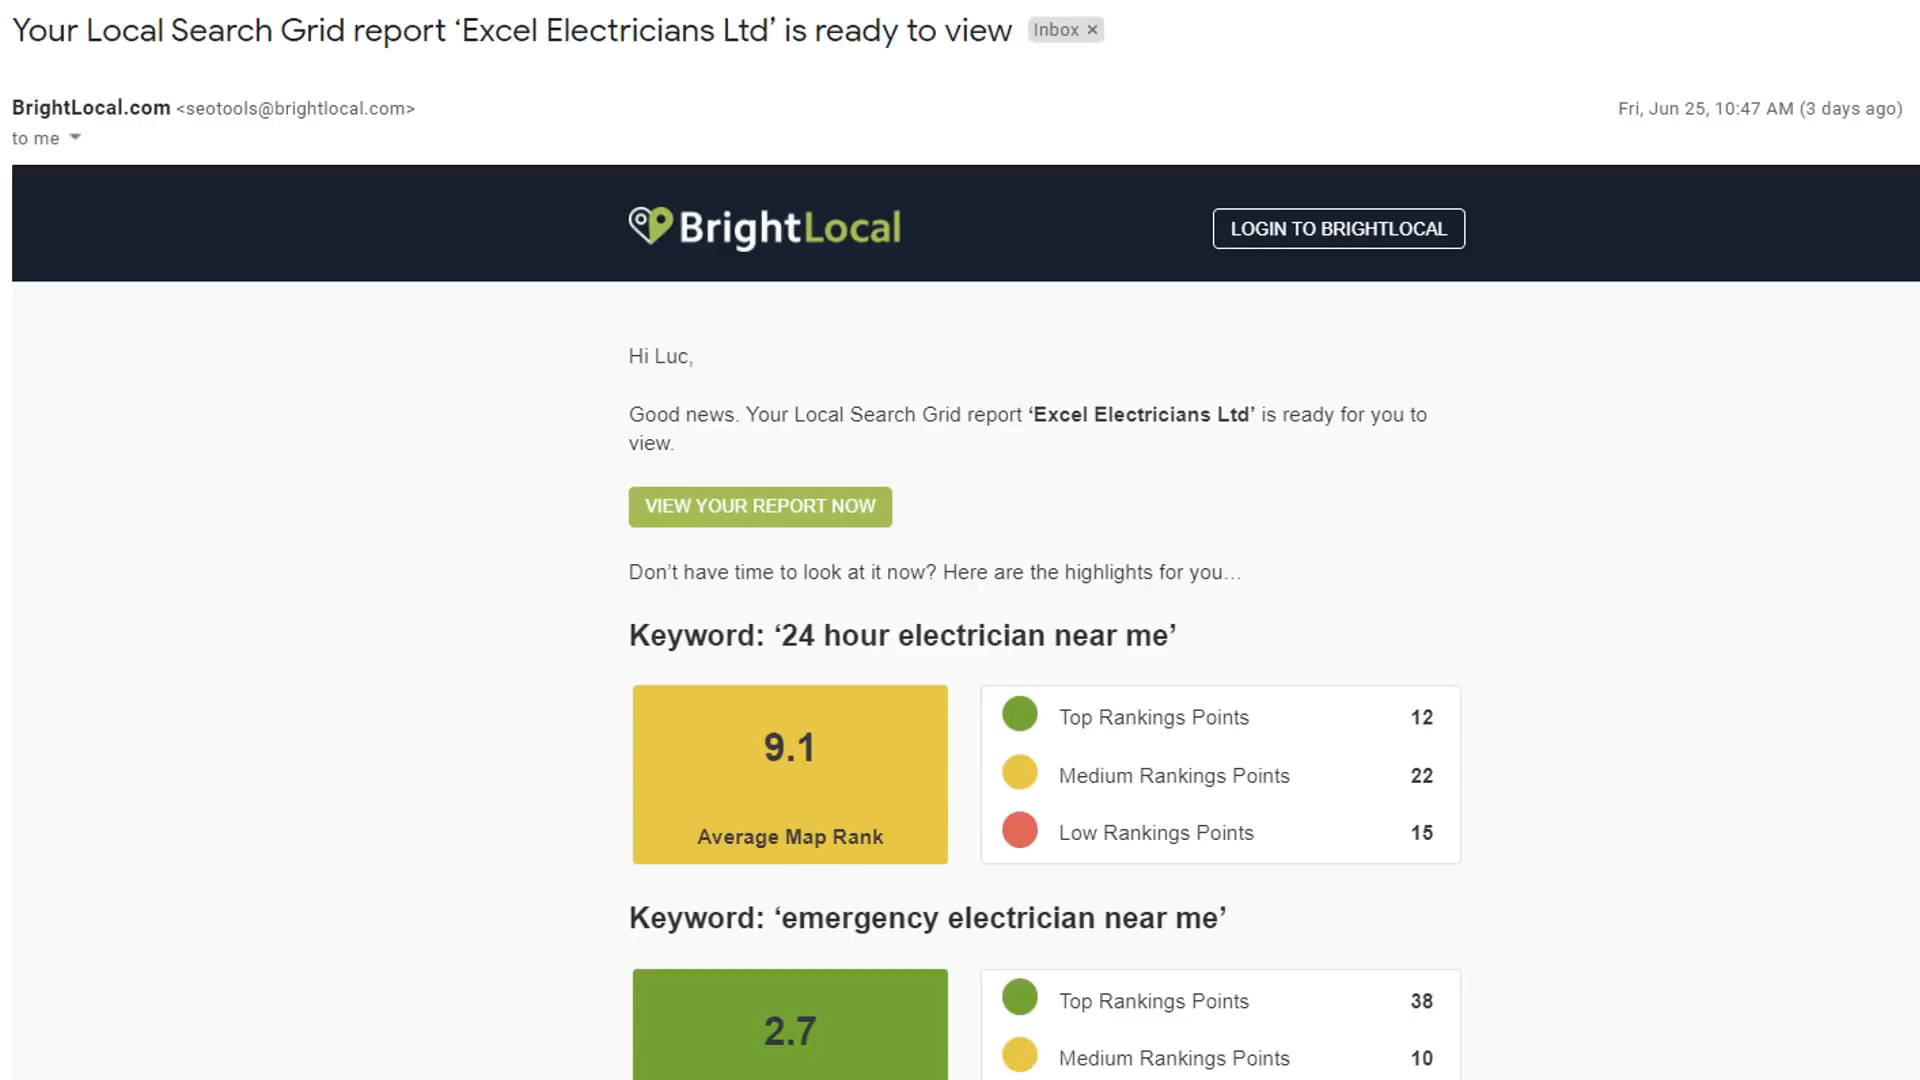 Your Local Search Grid report ‘Excel Electricians Ltd’ is ready to view Inbox ×
BrightLocal.com <seotools@brightlocal.com> Fri, Jun 25, 10:47 AM (3 days ago)
to me
BrightLocal
LOGIN TO BRIGHTLOCAL
Hi Luc,
Good news. Your Local Search Grid report ‘Excel Electricians Ltd’ is ready for you to
view.
VIEW YOUR REPORT NOW
Don’t have time to look at it now? Here are the highlights for you…
Keyword: ‘24 hour electrician near me’
9.1
Average Map Rank
Top Rankings Points 12
Medium Rankings Points 22
Low Rankings Points 15
Keyword: ‘emergency electrician near me’
2.7
Top Rankings Points 38
Medium Rankings Points 10